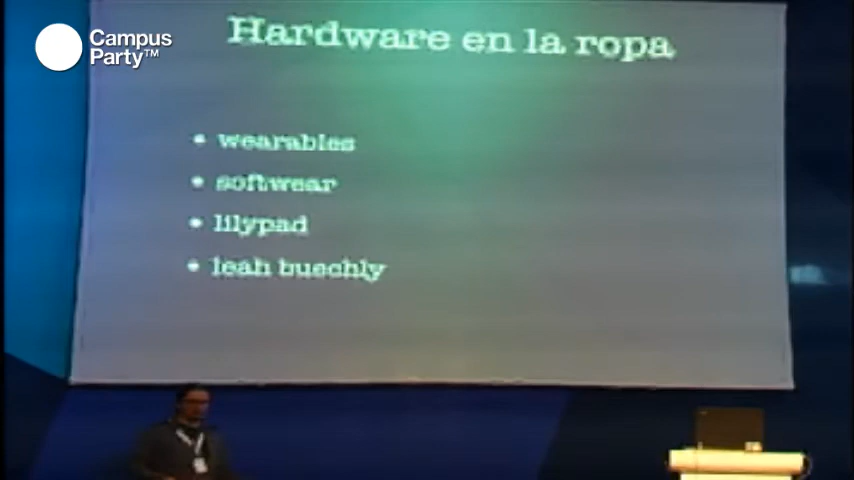 Campus
Party™
Hardware en la ropa
• wearables
• softwear
• lilypad
• leah buechly